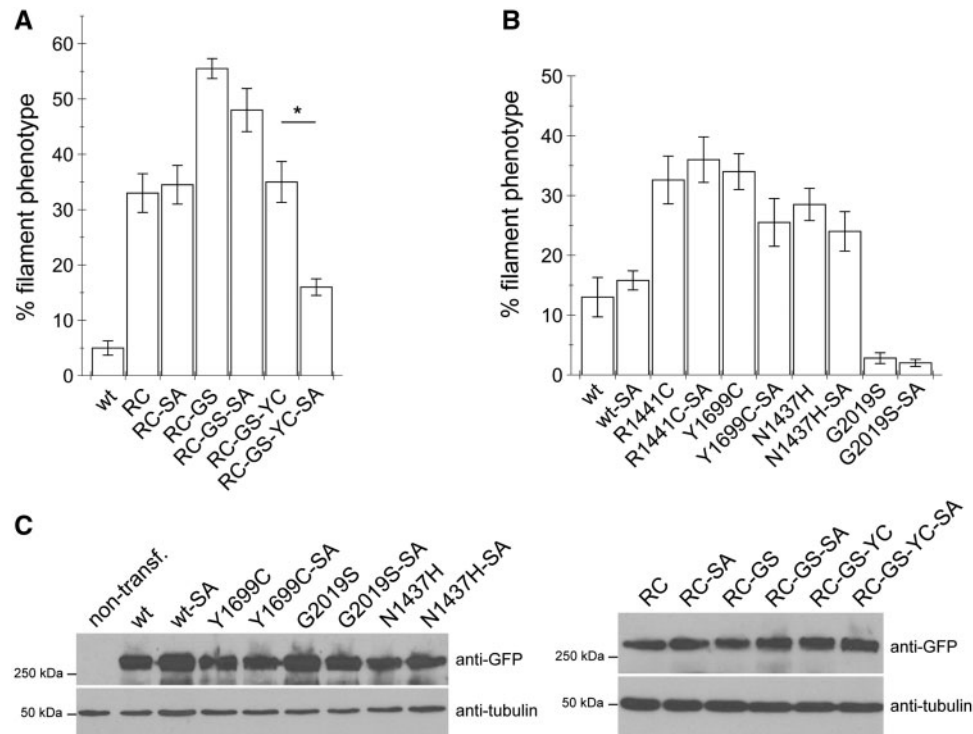 A
% filament phenotype
60
50
40
30
20
10
0
*
wt
RC
RC-SA
RC-GS
RC-GS-SA
RC-GS-YC
RC-GS-YC-SA
B
% filament phenotype
50
40
30
20
10
0
wt
wt-SA
R1441C
R1441C-SA
Y1699C
Y1699C-SA
N1437H
N1437H-SA
G2019S
G2019S-SA
C
non-transf.
wt
wt-SA
Y1699C
Y1699C-SA
G2019S
G2019S-SA
N1437H
N1437H-SA
250 kDa
anti-GFP
50 kDa
anti-tubulin
RC
RC-SA
RC-GS
RC-GS-SA
RC-GS-YC
RC-GS-YC-SA
250 kDa
anti-GFP
50 kDa
anti-tubulin